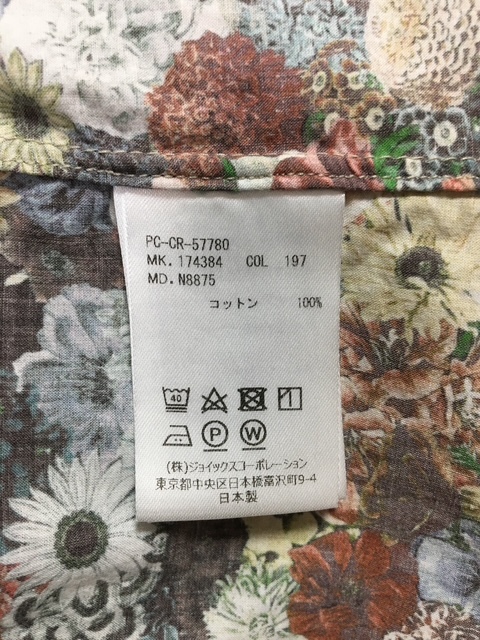 PC-CR-57780
MK.174384 COL 197
MD.N8875
コットン 100%
40
P W
(株)ジョイックスコーポレーション
東京都中央区日本橋富沢町9-4
日本製